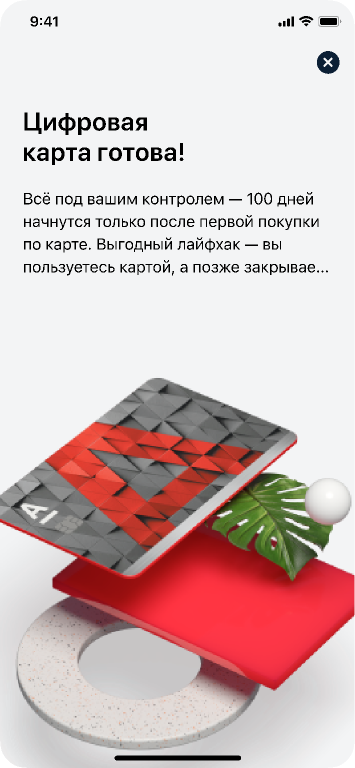 9:41
Цифровая
карта готова!
Всё под вашим контролем — 100 дней
начнутся только после первой покупки
по карте. Выгодный лайфхак — вы
пользуетесь картой, а позже закрывае...
А